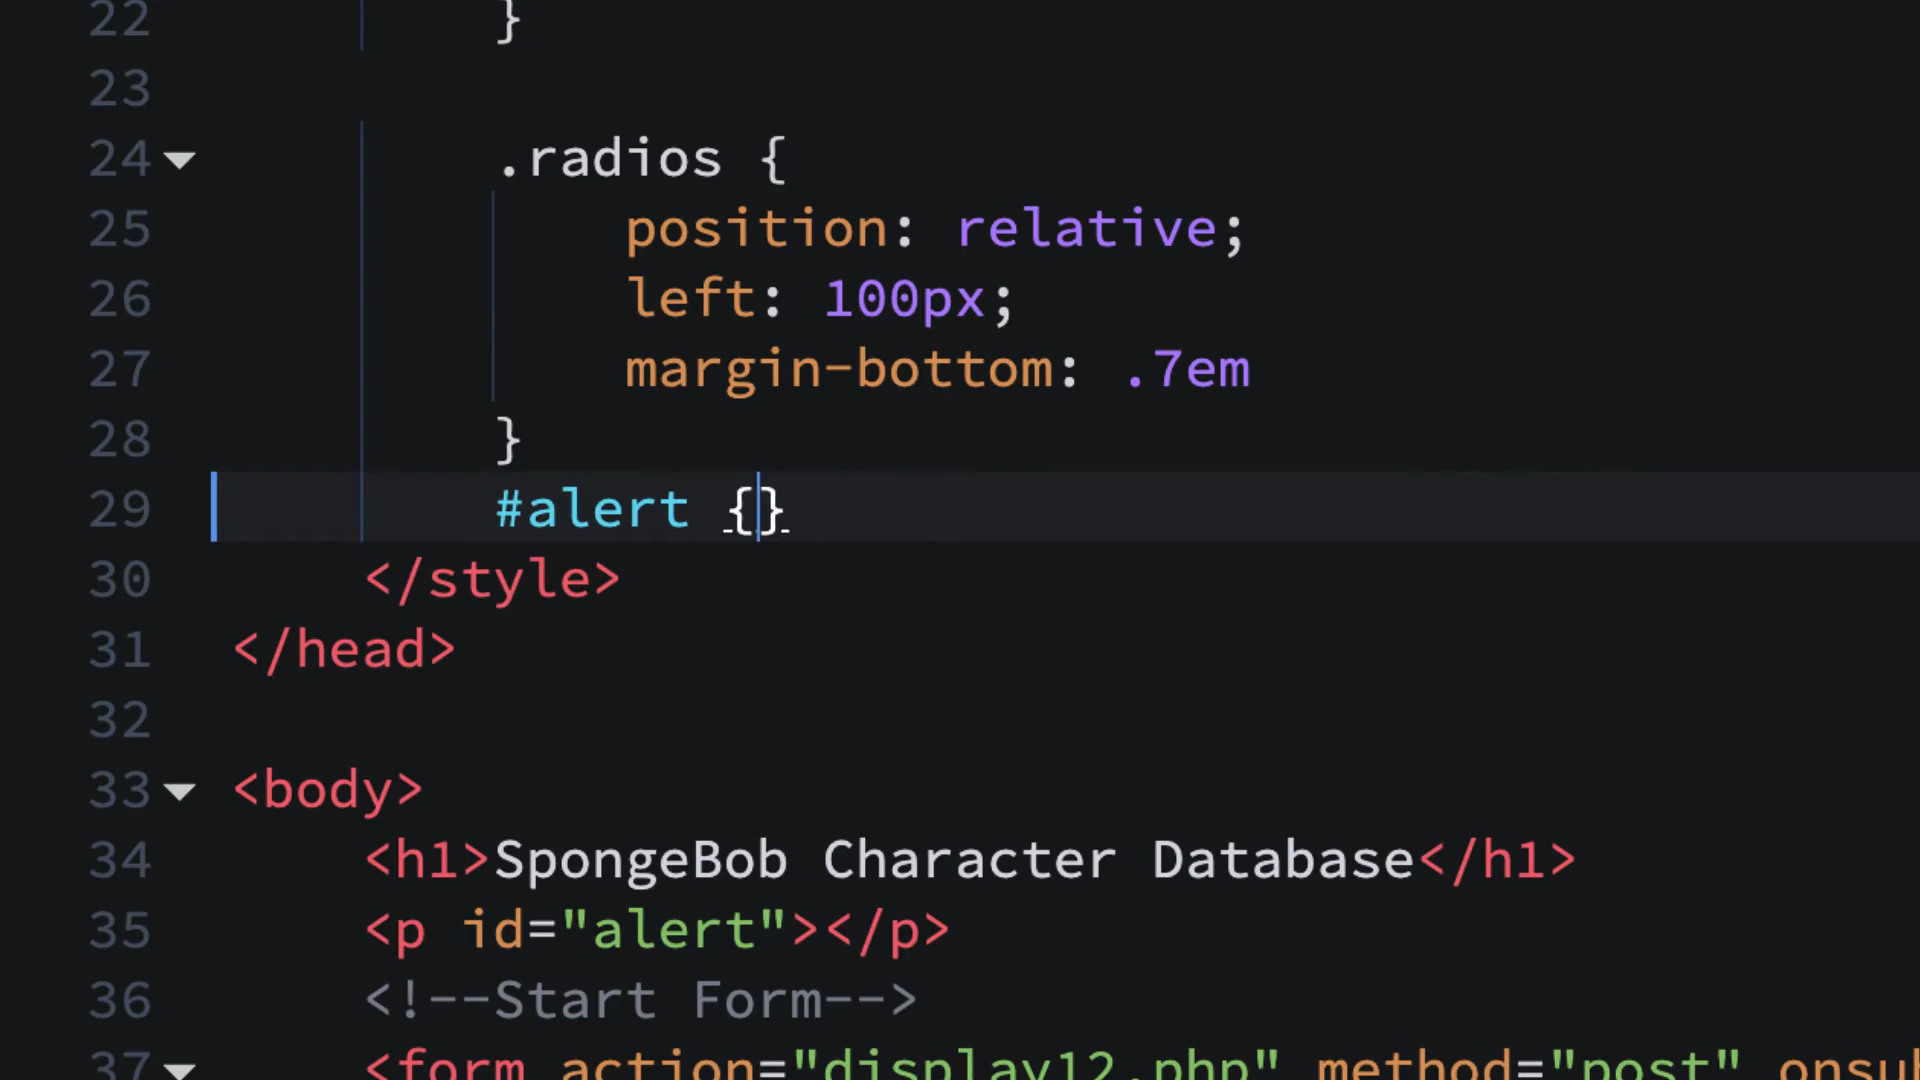 22 }
23
24 .radios {
25 position: relative;
26 left: 100px;
27 margin-bottom: .7em
28 }
29 #alert {}
30 </style>
31 </head>
32
33 <body>
34 <h1>SpongeBob Character Database</h1>
35 <p id="alert"></p>
36 <!--Start Form-->
37 <form action="display12.php" method="post" onsub